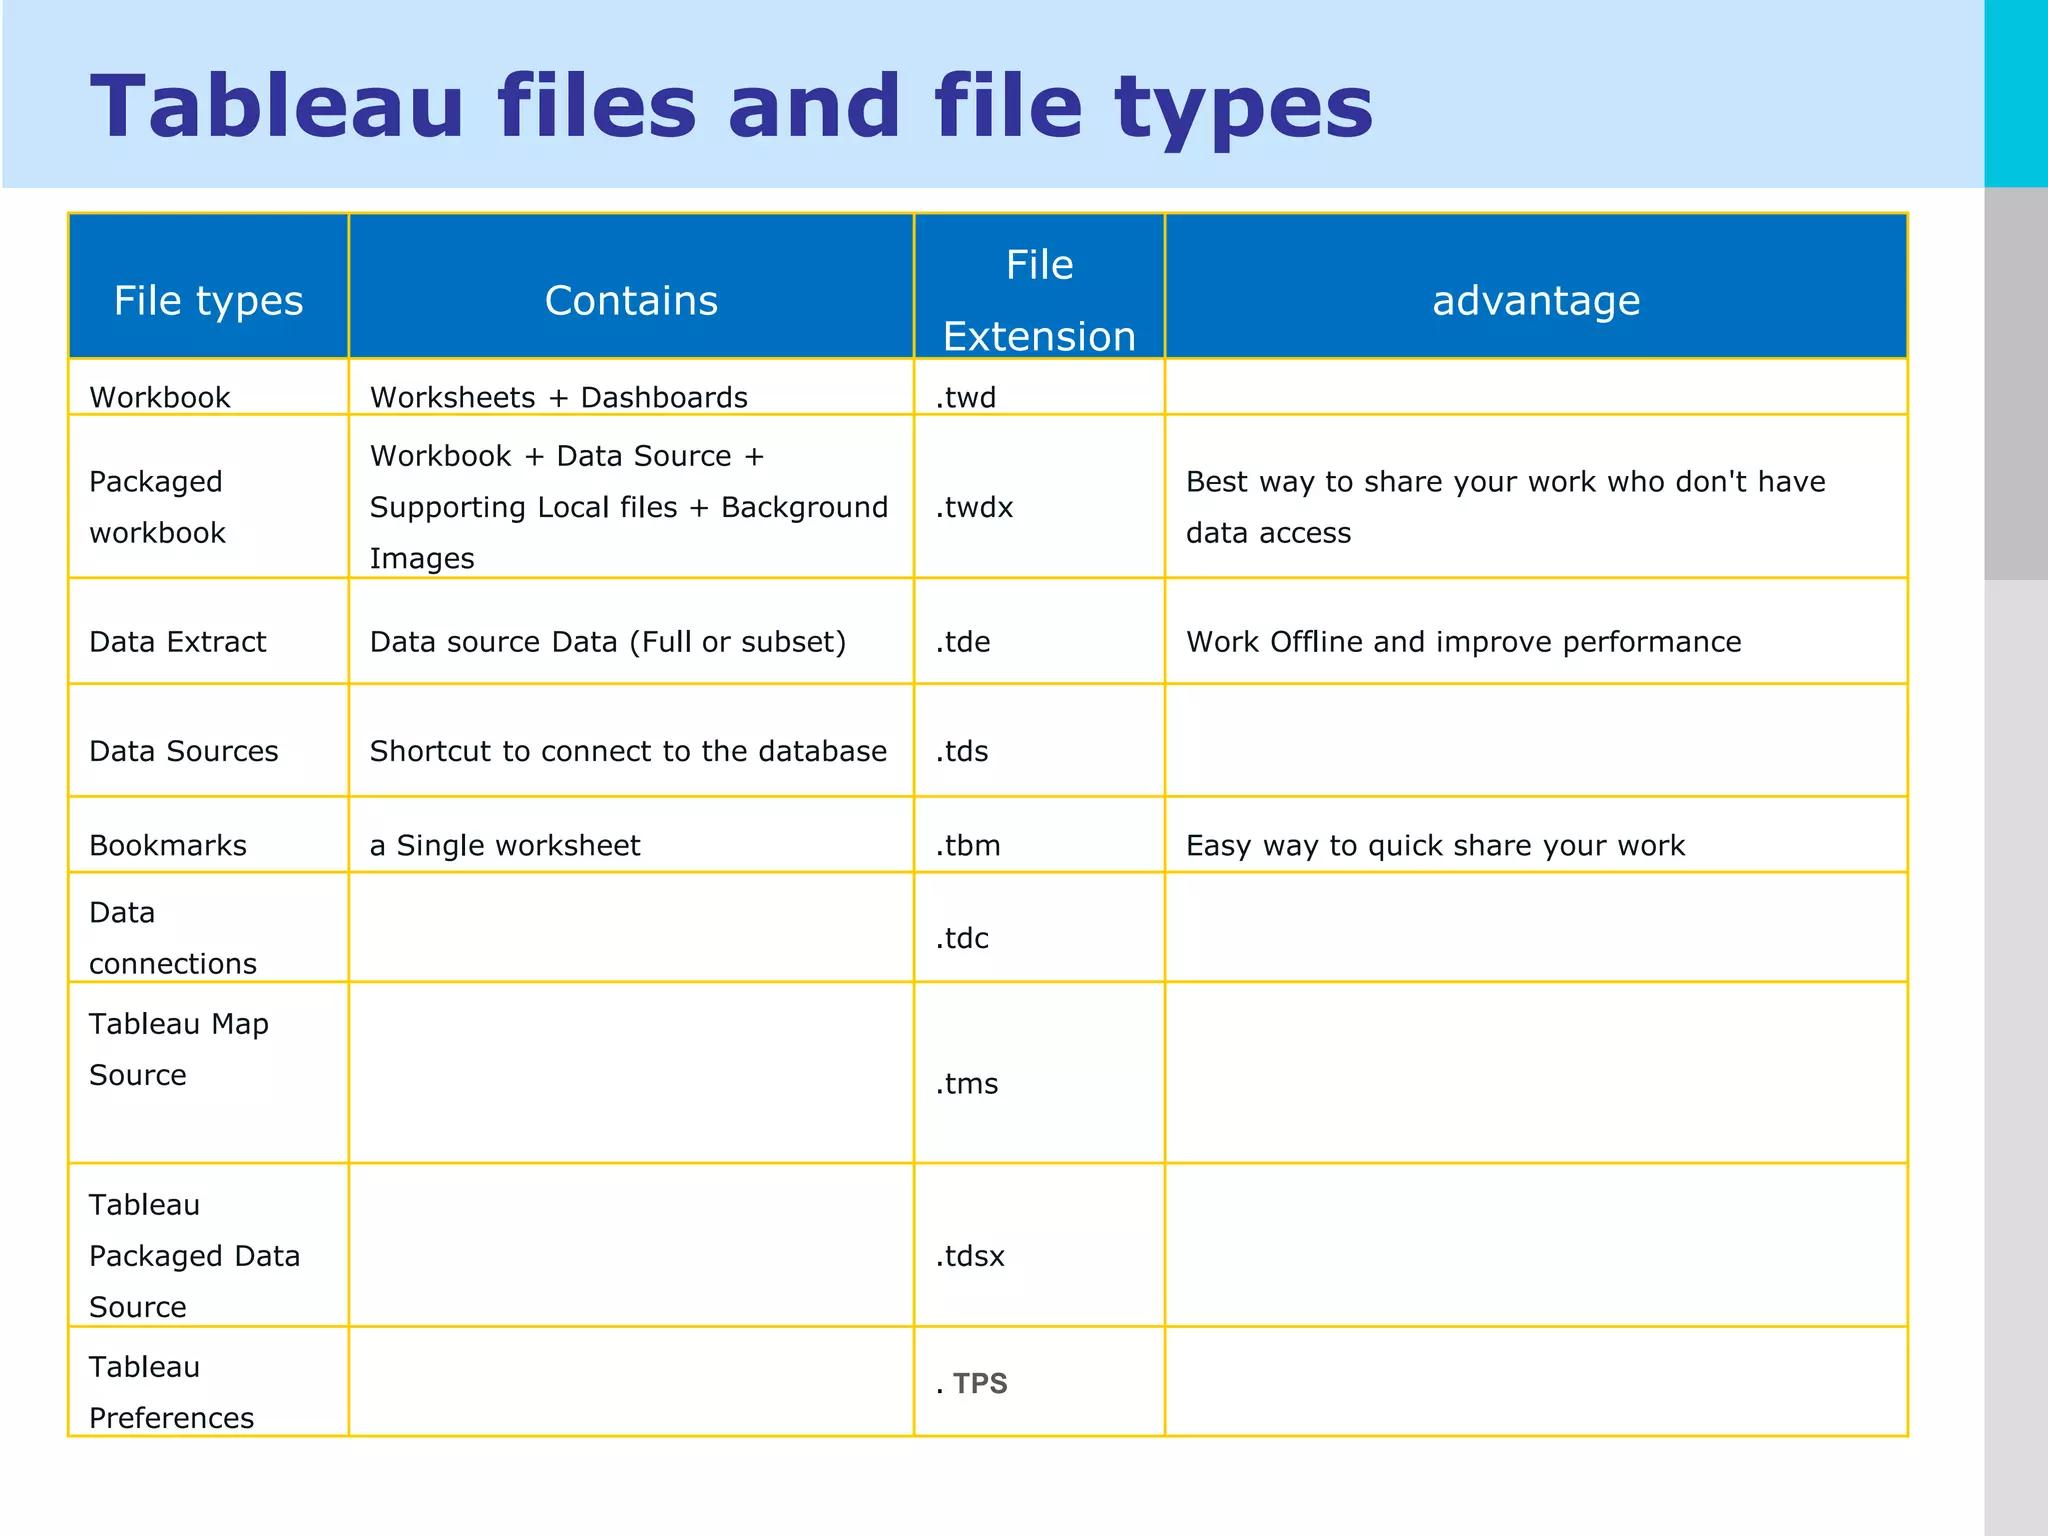 Tableau files and file types
File types
Contains
File
Extension
advantage
Workbook
Worksheets + Dashboards
.twd
Packaged
workbook
Workbook + Data Source +
Supporting Local files + Background
Images
.twdx
Best way to share your work who don't have
data access
Data Extract
Data source Data (Full or subset)
.tde
Work Offline and improve performance
Data Sources
Shortcut to connect to the database
.tds
Bookmarks
a Single worksheet
.tbm
Easy way to quick share your work
Data
connections
.tdc
Tableau Map
Source
.tms
Tableau
Packaged Data
Source
.tdsx
Tableau
Preferences
. TPS